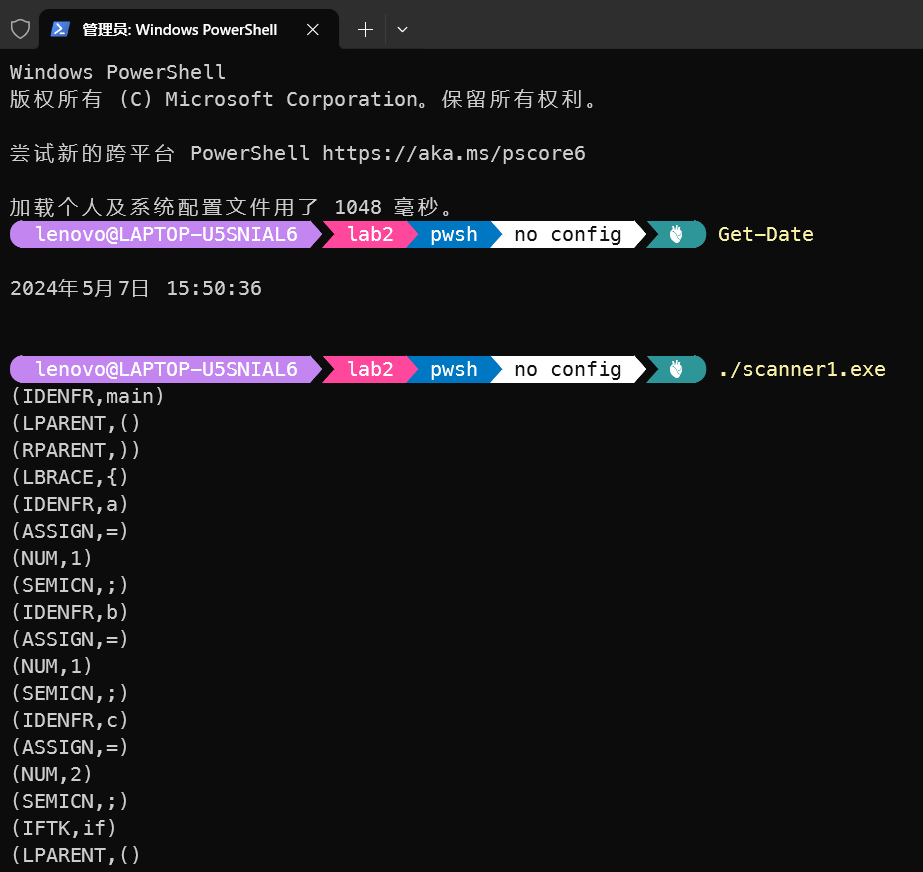 管理员: Windows PowerShell
Windows PowerShell
版权所有 (C) Microsoft Corporation。保留所有权利。
尝试新的跨平台 PowerShell https://aka.ms/pscore6
加载个人及系统配置文件用了 1048 毫秒。
lenovo@LAPTOP-U5SNIAL6 lab2 pwsh no config Get-Date
2024年5月7日 15:50:36
lenovo@LAPTOP-U5SNIAL6 lab2 pwsh no config ./scanner1.exe
(IDENFR,main)
(LPARENT,()
(RPARENT,))
(LBRACE,{)
(IDENFR,a)
(ASSIGN,=)
(NUM,1)
(SEMICN,;)
(IDENFR,b)
(ASSIGN,=)
(NUM,1)
(SEMICN,;)
(IDENFR,c)
(ASSIGN,=)
(NUM,2)
(SEMICN,;)
(IFTK,if)
(LPARENT,()